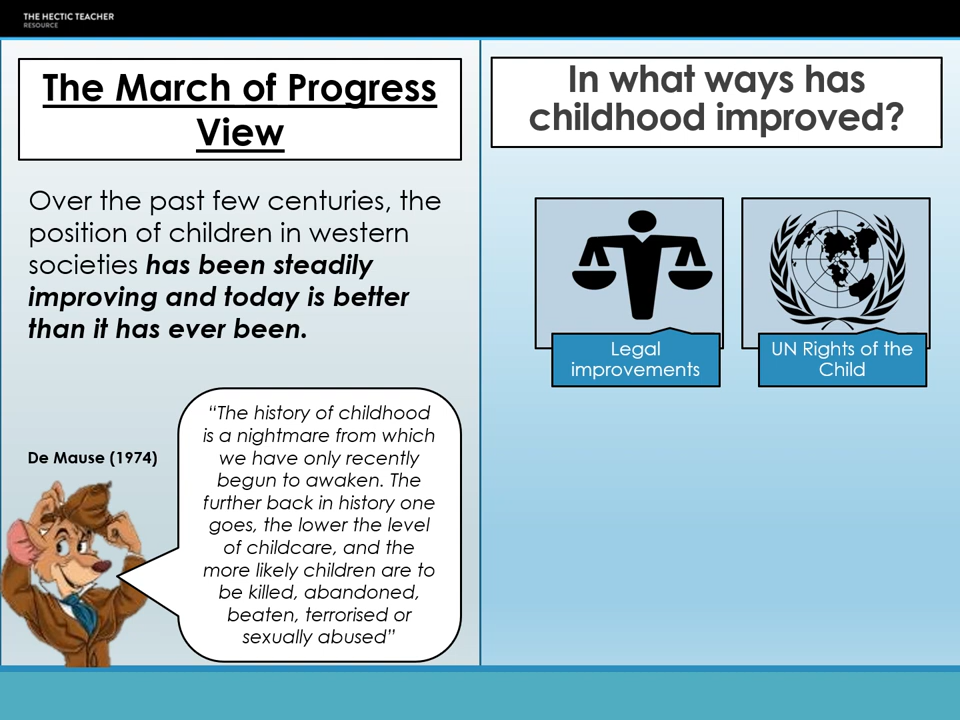 THE HECTIC TEACHER
RESOURCE
The March of Progress
View
Over the past few centuries, the
position of children in western
societies has been steadily
improving and today is better
than it has ever been.
De Mause (1974)
“The history of childhood
is a nightmare from which
we have only recently
begun to awaken. The
further back in history one
goes, the lower the level
of childcare, and the
more likely children are to
be killed, abandoned,
beaten, terrorised or
sexually abused”
In what ways has
childhood improved?
Legal
improvements
UN Rights of the
Child